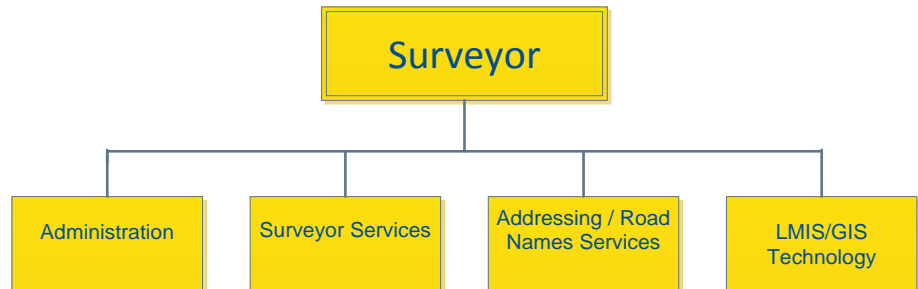 Surveyor
Administration
Surveyor Services
Addressing / Road
Names Services
LMIS/GIS
Technology